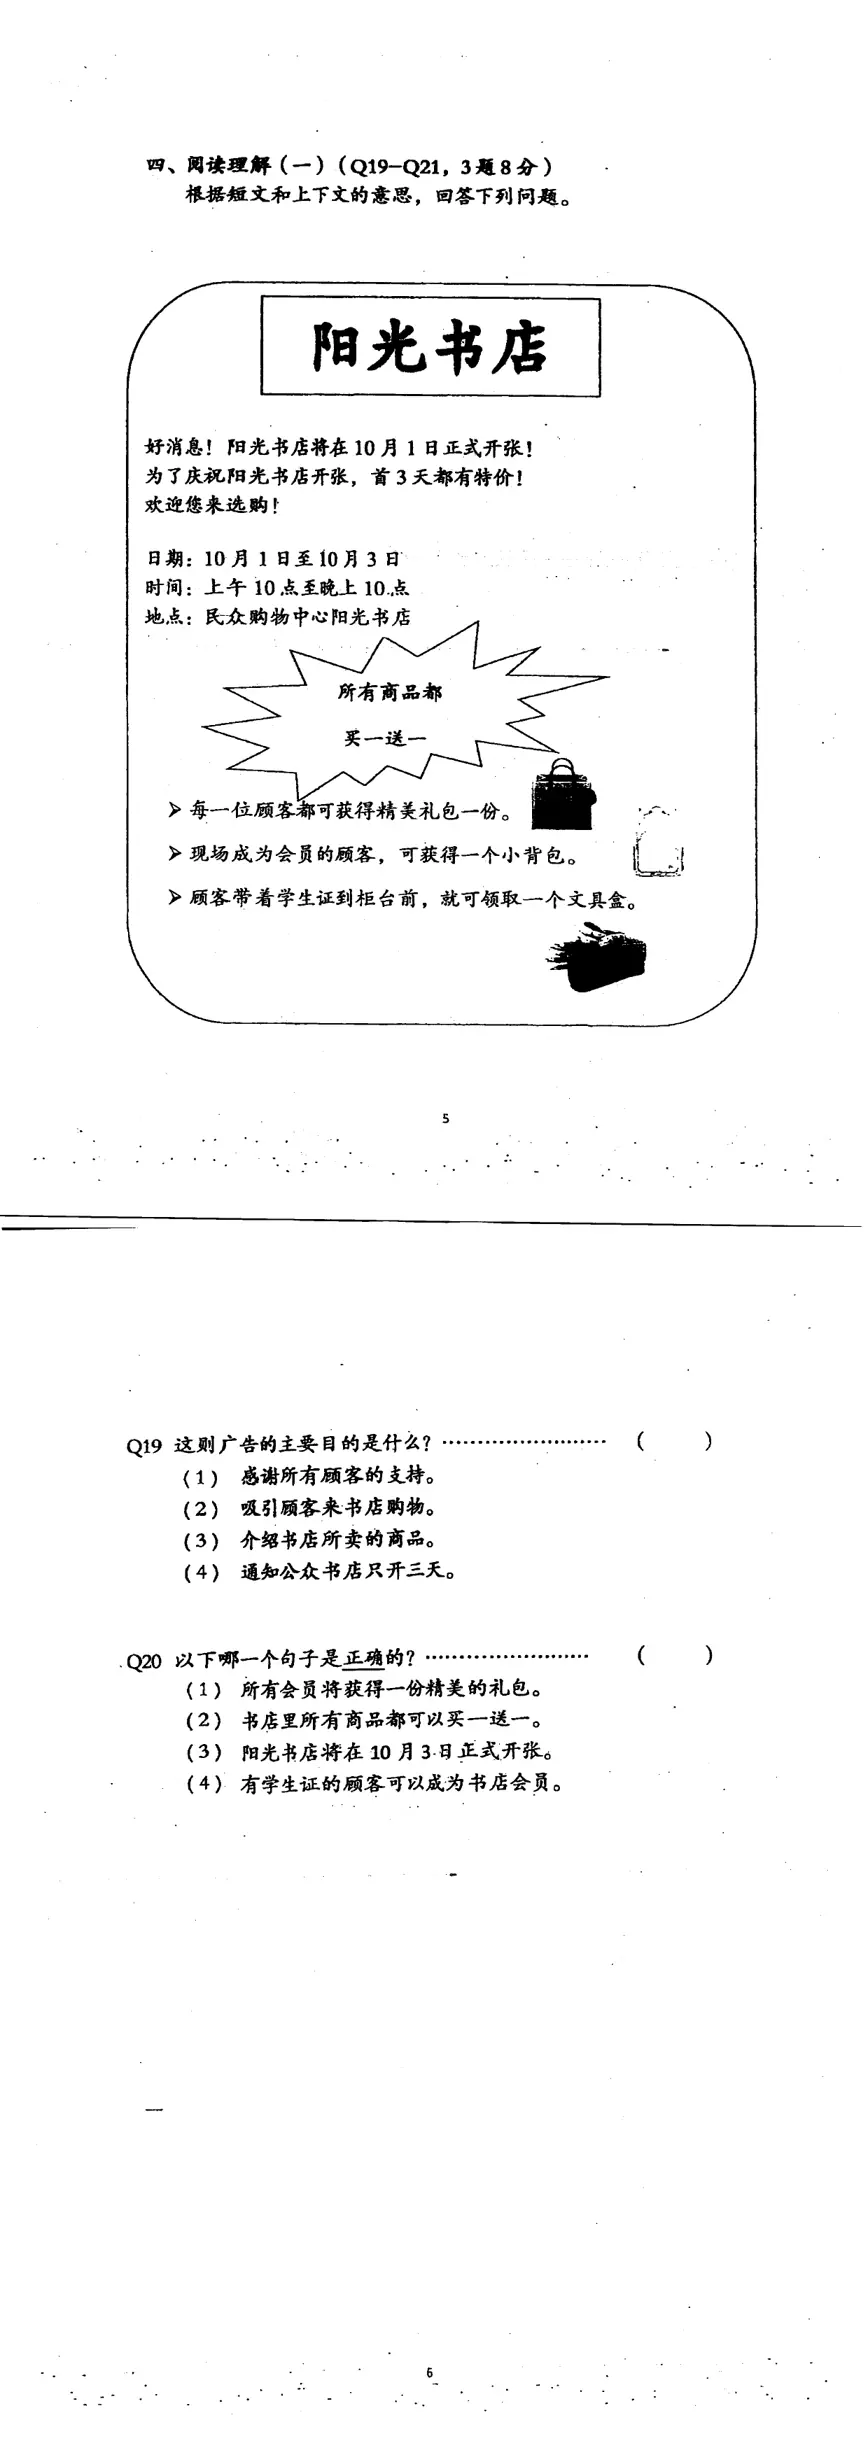 四、阅读理解（一）（Q19–Q21，3题8分）
根据短文和上下文的意思，回答下列问题。
阳光书店
好消息！阳光书店将在10月1日正式开张！
为了庆祝阳光书店开张，首3天都有特价！
欢迎您来选购！
日期：10月1日至10月3日
时间：上午10点至晚上10点
地点：民众购物中心阳光书店
所有商品都
买一送一
➢ 每一位顾客都可获得精美礼包一份。
➢ 现场成为会员的顾客，可获得一个小背包。
➢ 顾客带着学生证到柜台前，就可领取一个文具盒。
5
Q19 这则广告的主要目的是什么？……………………… （ ）
（1） 感谢所有顾客的支持。
（2） 吸引顾客来书店购物。
（3） 介绍书店所卖的商品。
（4） 通知公众书店只开三天。
Q20 以下哪一个句子是正确的？……………………… （ ）
（1） 所有会员将获得一份精美的礼包。
（2） 书店里所有商品都可以买一送一。
（3） 阳光书店将在10月3日正式开张。
（4） 有学生证的顾客可以成为书店会员。
6